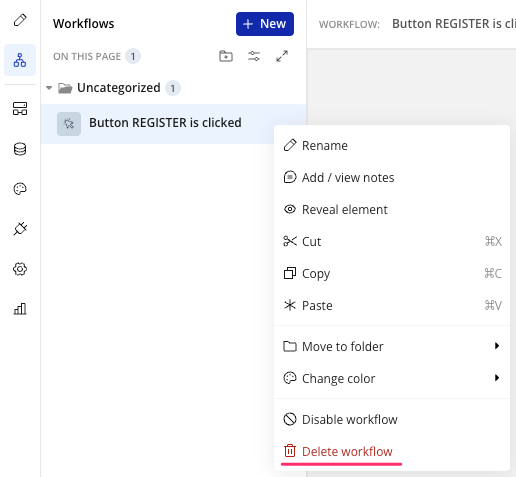 Workflows
+ New
WORKFLOW: Button REGISTER is cli
ON THIS PAGE 1
Uncategorized 1
Button REGISTER is clicked
Rename
Add / view notes
Reveal element
Cut ⌘X
Copy ⌘C
Paste ⌘V
Move to folder
Change color
Disable workflow
Delete workflow